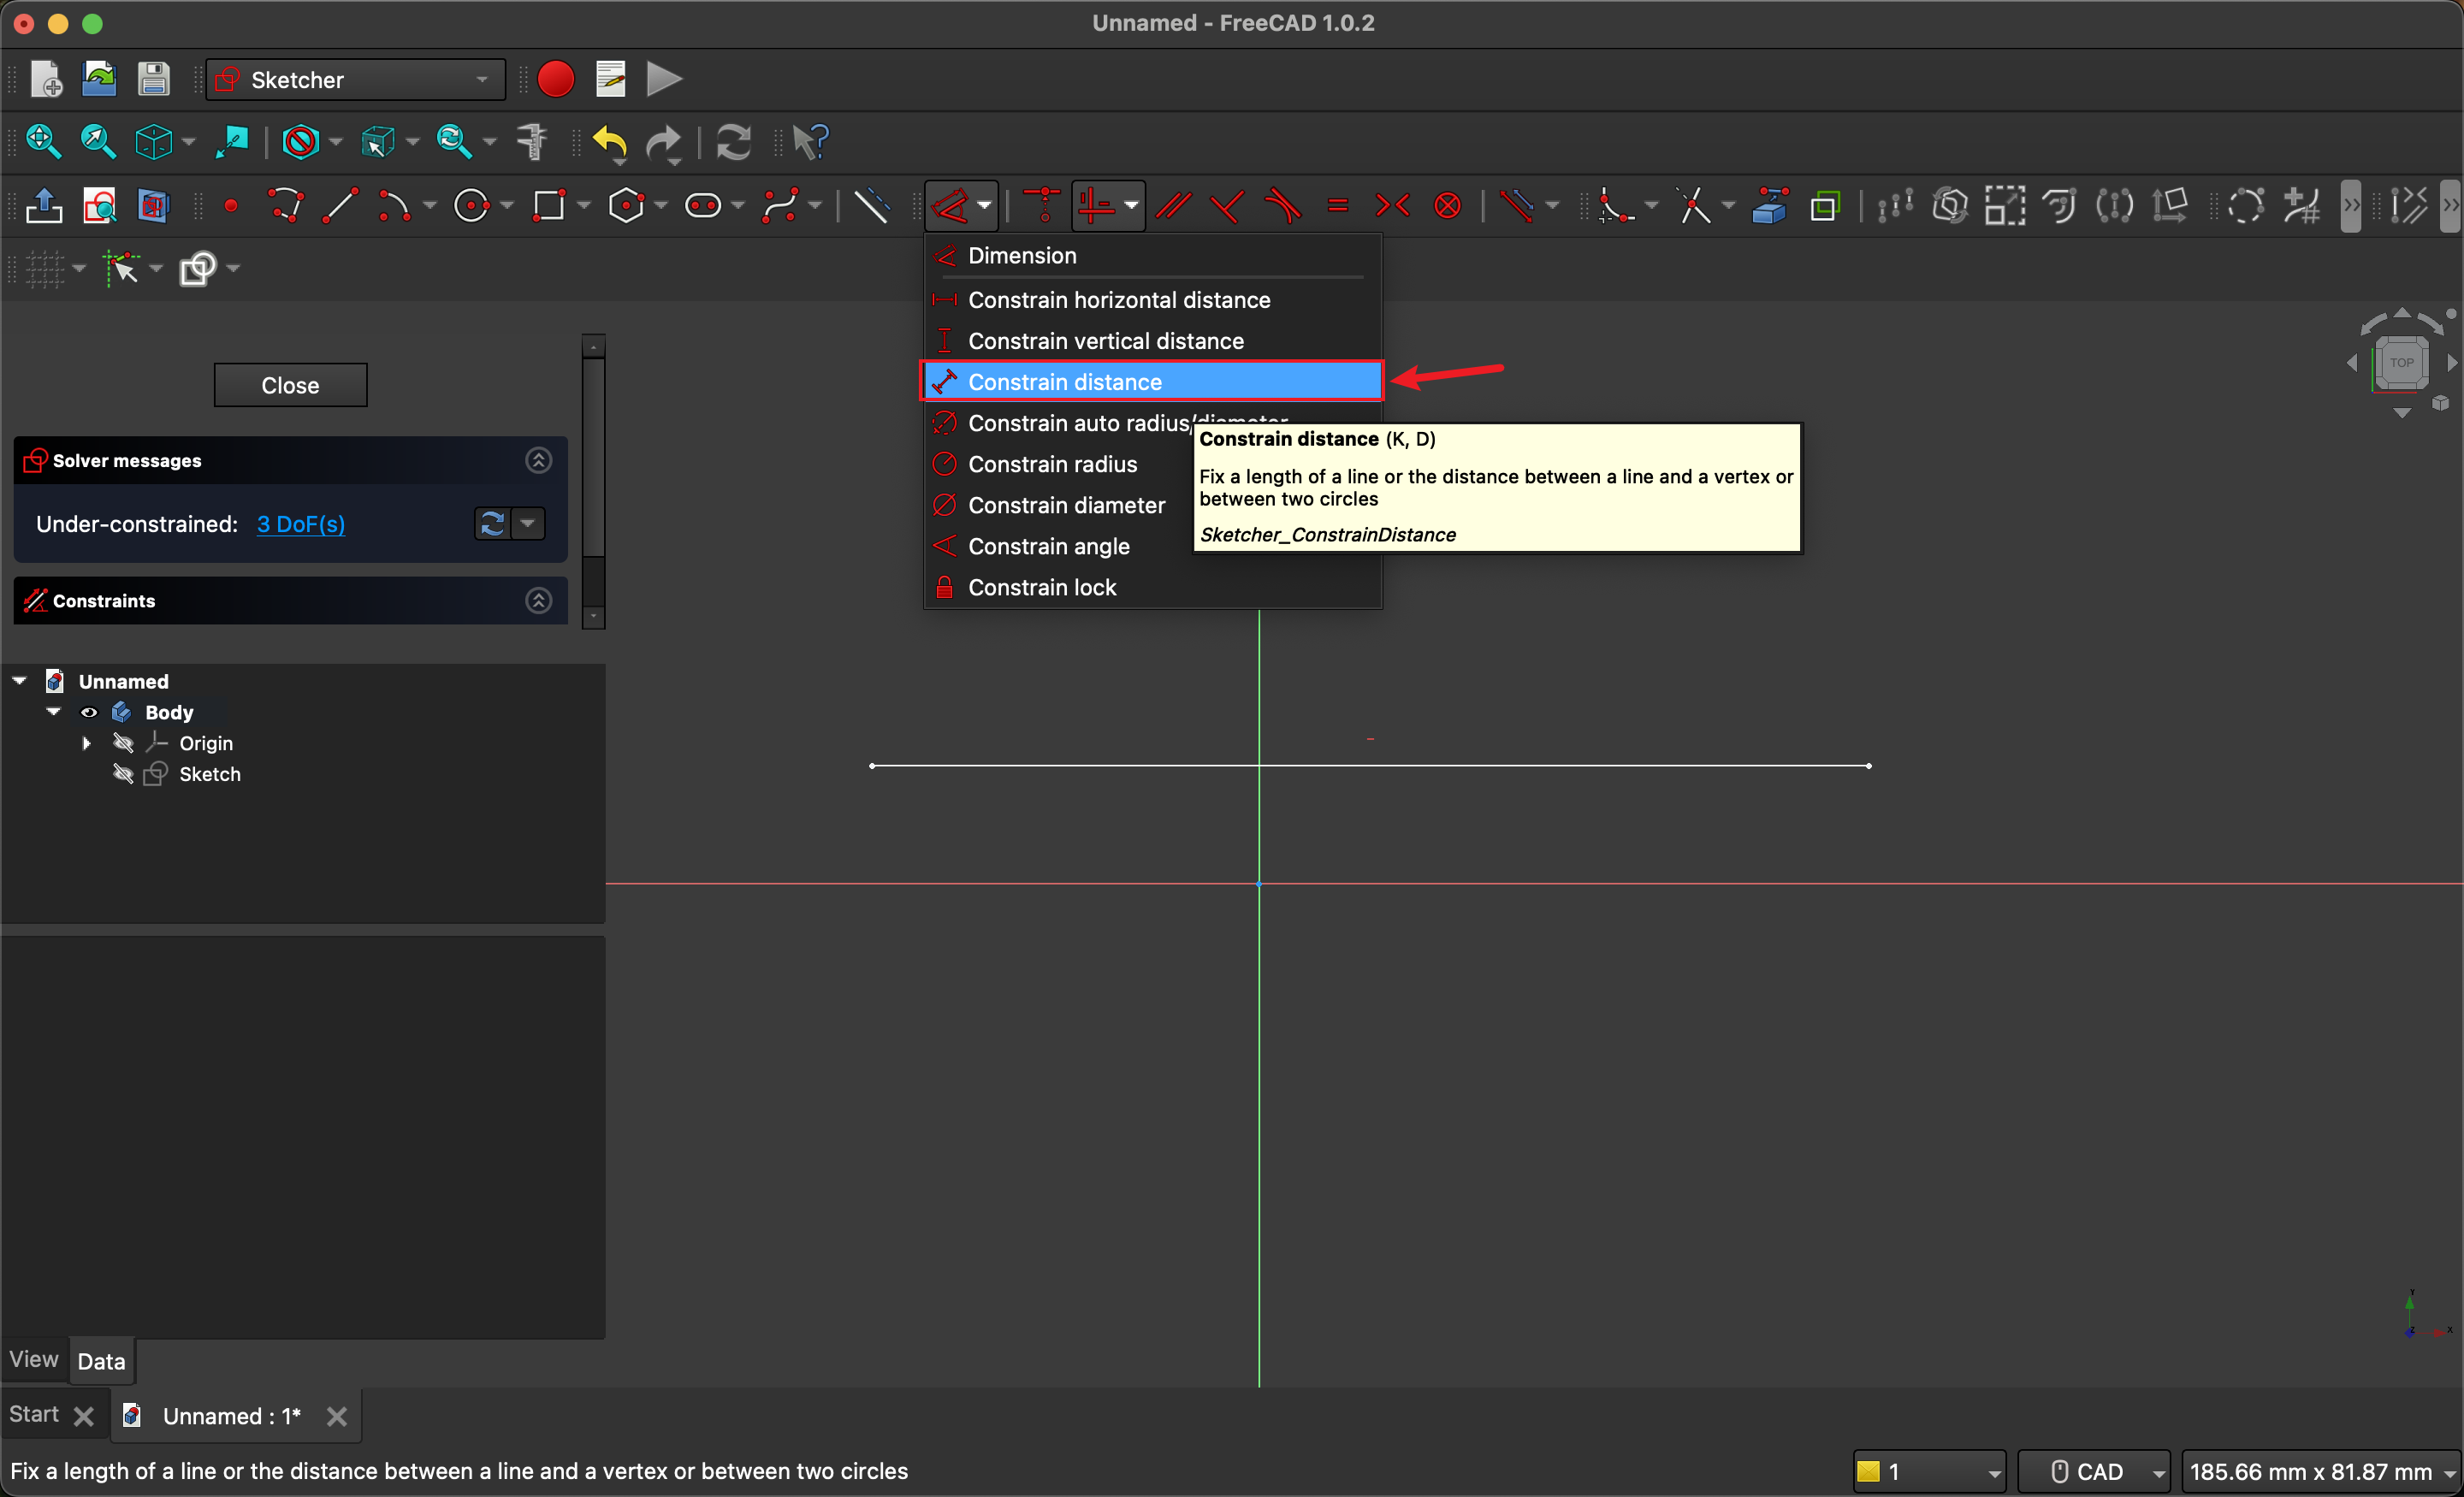 Unnamed - FreeCAD 1.0.2
Sketcher
Dimension
Constrain horizontal distance
Constrain vertical distance
Constrain distance
Constrain auto radius/diameter
Constrain radius
Constrain diameter
Constrain angle
Constrain lock
Constrain distance (K, D)
Fix a length of a line or the distance between a line and a vertex or
between two circles
Sketcher_ConstrainDistance
TOP
Close
Solver messages
Under-constrained: 3 DoF(s)
Constraints
Unnamed
Body
Origin
Sketch
Y
Z
X
View
Data
Start
Unnamed : 1*
Fix a length of a line or the distance between a line and a vertex or between two circles
1
CAD
185.66 mm x 81.87 mm